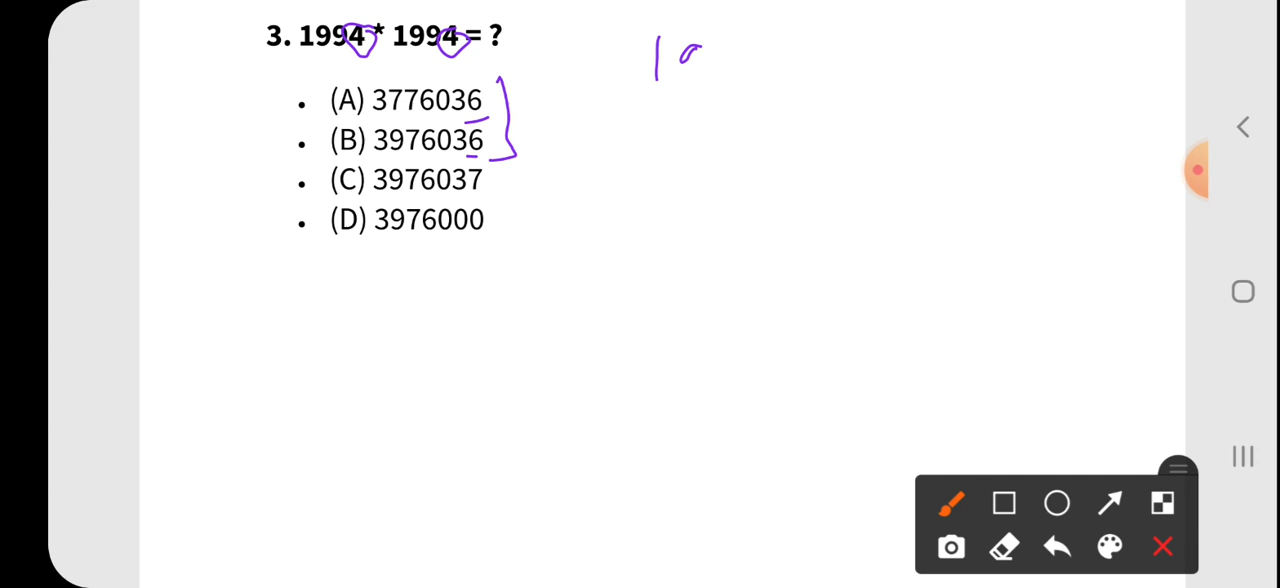 3. 1994 * 1994 = ?
• (A) 3776036
• (B) 3976036
• (C) 3976037
• (D) 3976000